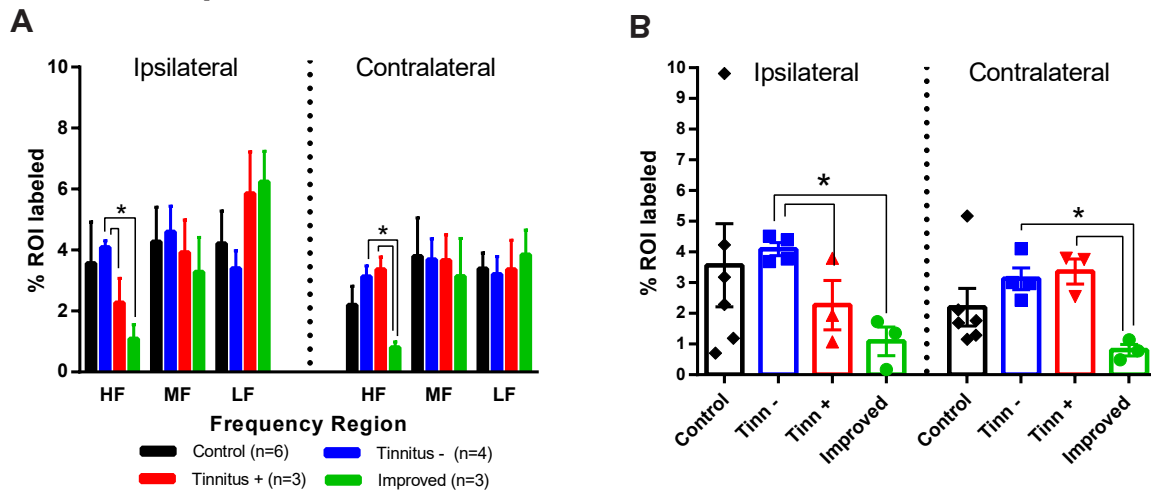 A
Ipsilateral
Contralateral
% ROI labeled
10
8
6
4
2
0
*
*
HF
MF
LF
HF
MF
LF
Frequency Region
Control (n=6)
Tinnitus - (n=4)
Tinnitus + (n=3)
Improved (n=3)
B
Ipsilateral
Contralateral
% ROI labeled
10
9
8
7
6
5
4
3
2
1
0
*
*
Control
Tinn -
Tinn +
Improved
Control
Tinn -
Tinn +
Improved